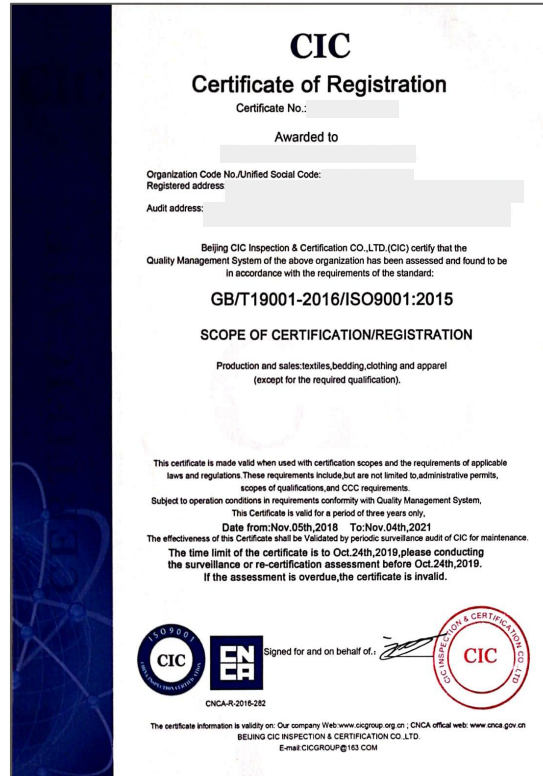 CIC
Certificate of Registration
Certificate No.:
Awarded to
Organization Code No./Unified Social Code:
Registered address:
Audit address:
Beijing CIC Inspection & Certification CO.,LTD.(CIC) certify that the
Quality Management System of the above organization has been assessed and found to be
in accordance with the requirements of the standard:
GB/T19001-2016/ISO9001:2015
SCOPE OF CERTIFICATION/REGISTRATION
Production and sales:textiles,bedding,clothing and apparel
(except for the required qualification).
This certificate is made valid when used with certification scopes and the requirements of applicable
laws and regulations.These requirements include,but are not limited to,administrative permits,
scopes of qualifications,and CCC requirements.
Subject to operation conditions in requirements conformity with Quality Management System,
This Certificate is valid for a period of three years only,
Date from:Nov.05th,2018 To:Nov.04th,2021
The effectiveness of this Certificate shall be Validated by periodic surveillance audit of CIC for maintenance.
The time limit of the certificate is to Oct.24th,2019,please conducting
the surveillance or re-certification assessment before Oct.24th,2019.
If the assessment is overdue,the certificate is invalid.
ISO9001
CIC
CHINA INSPECTION CERTIFICATION
CNCA
CNCA-R-2016-282
Signed for and on behalf of.:
CIC INSPECTION & CERTIFICATION CO. LTD
CIC
The certificate information is validity on: Our company Web:www.cicgroup.org.cn ; CNCA offical web: www.cnca.gov.cn
BEIJING CIC INSPECTION & CERTIFICATION CO.,LTD.
E-mail:CICGROUP@163.COM